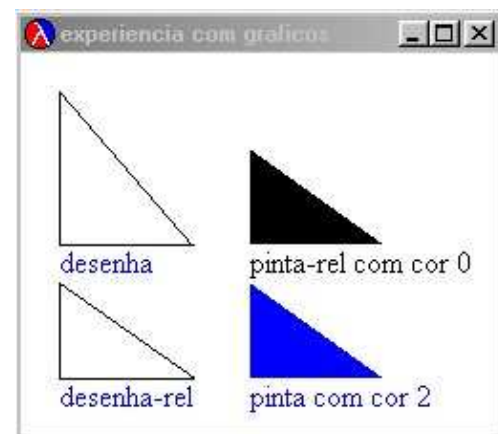 experiencia com graficos
desenha
pinta-rel com cor 0
desenha-rel
pinta com cor 2